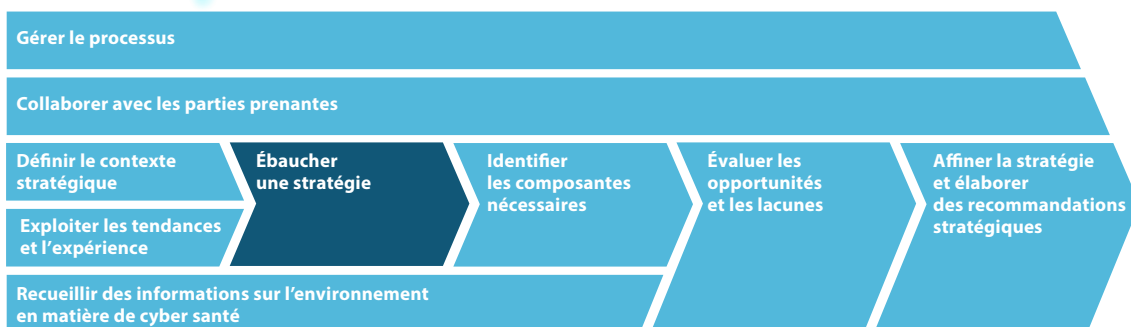 Gérer le processus
Collaborer avec les parties prenantes
Définir le contexte
stratégique
Exploiter les tendances
et l'expérience
Ébaucher
une stratégie
Identifier
les composantes
nécessaires
Évaluer les
opportunités
et les lacunes
Affiner la stratégie
et élaborer
des recommandations
stratégiques
Recueillir des informations sur l'environnement
en matière de cyber santé